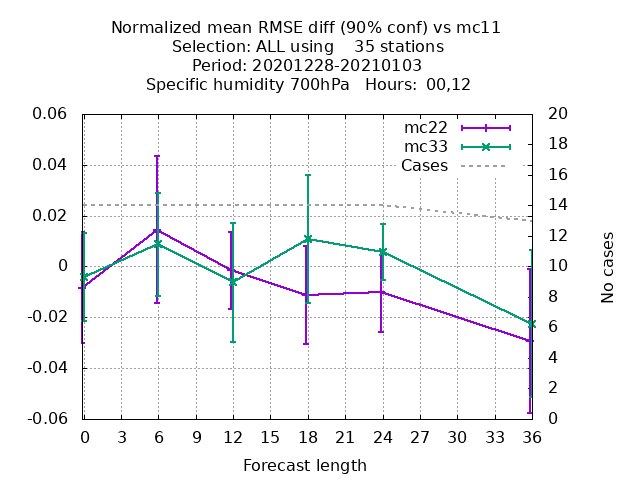 Normalized mean RMSE diff (90% conf) vs mc11
Selection: ALL using    35 stations
Period: 20201228-20210103
Specific humidity 700hPa   Hours:  00,12
0.06
0.04
0.02
0
-0.02
-0.04
-0.06
20
18
16
14
12
10
8
6
4
2
0
mc22
mc33
Cases
No cases
0 3 6 9 12 15 18 21 24 27 30 33 36
Forecast length